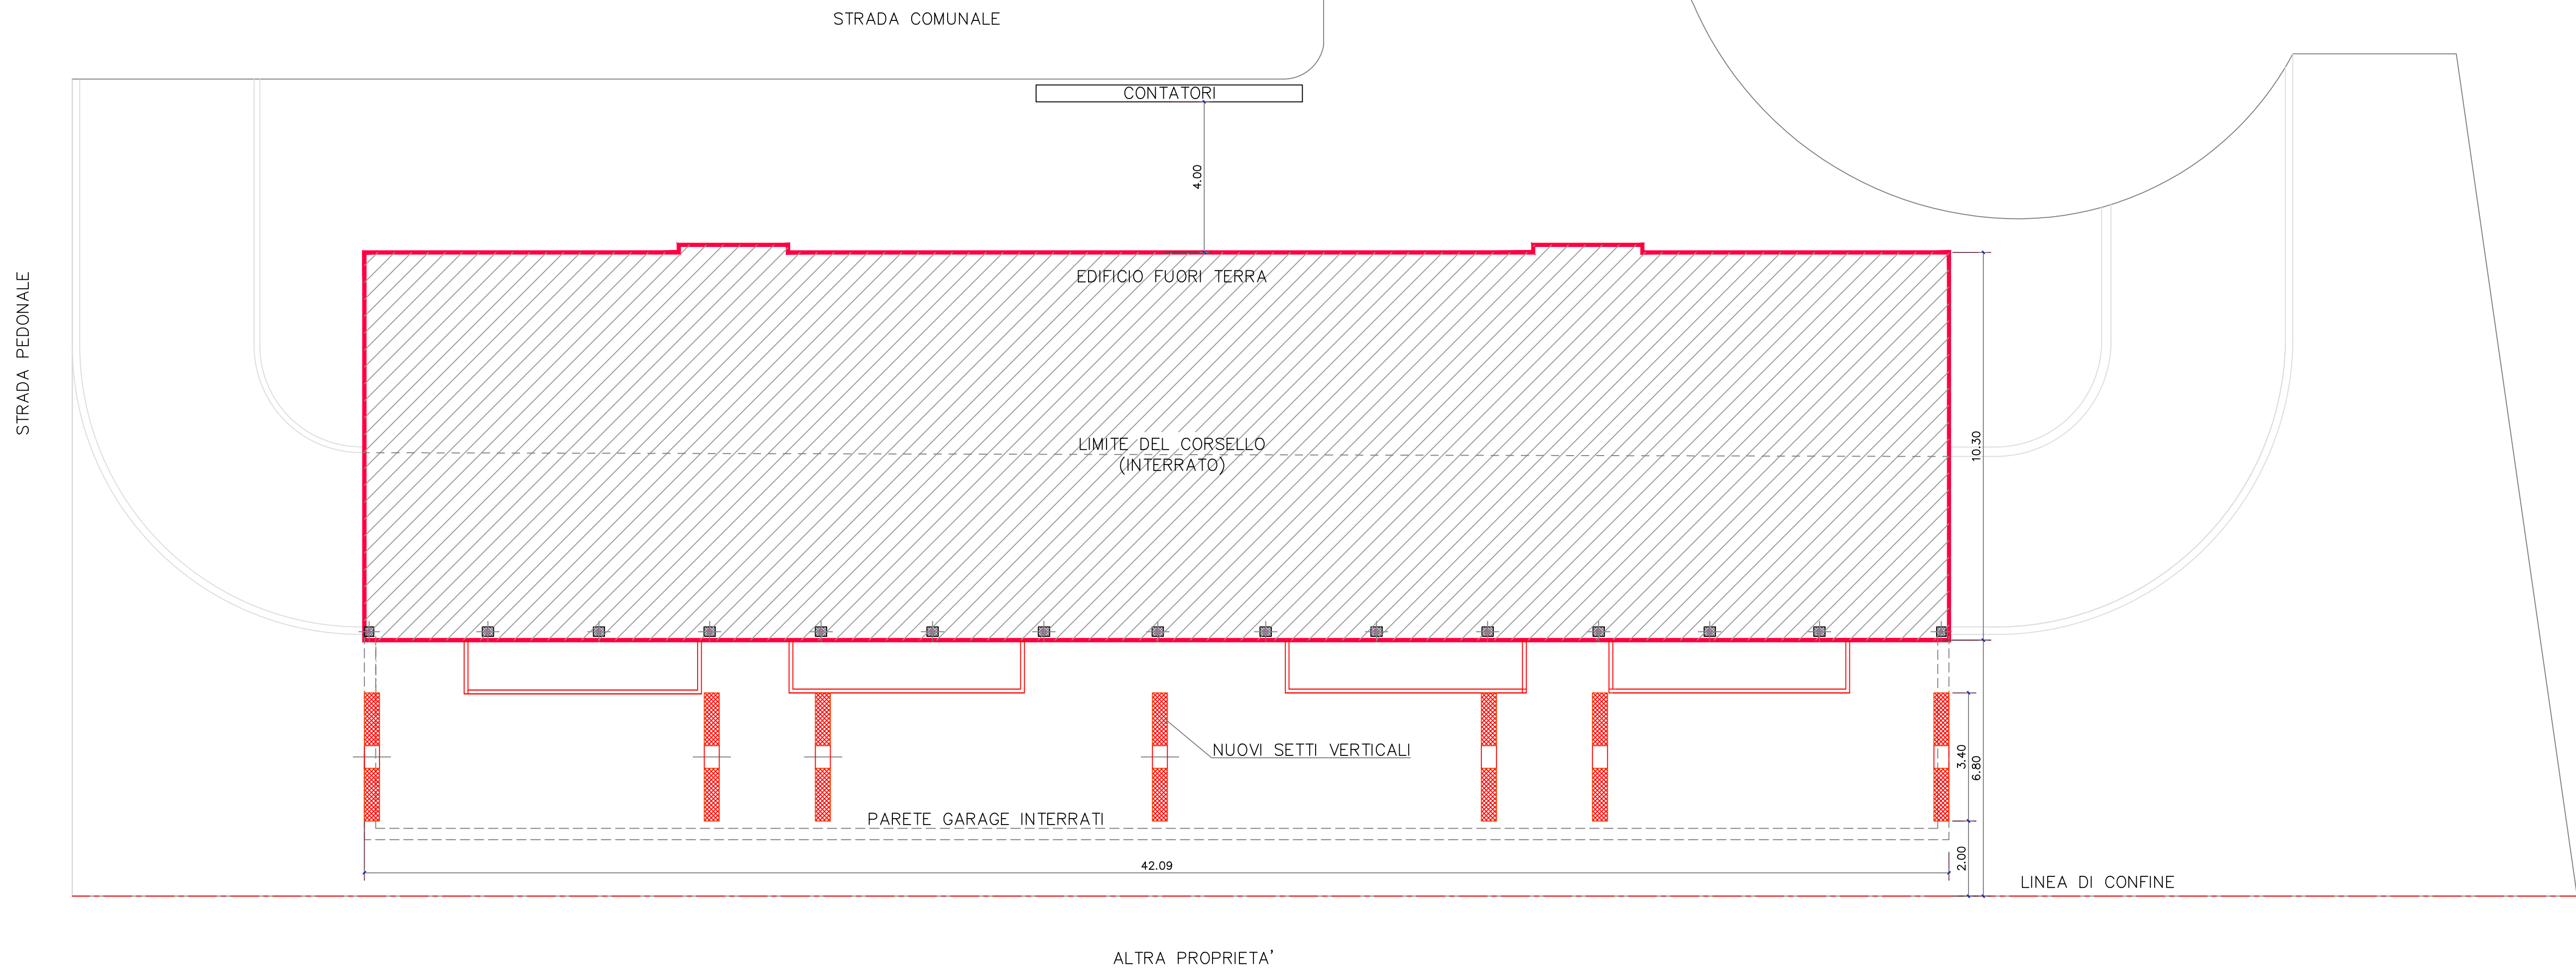 STRADA COMUNALE
CONTATORI
4.00
STRADA PEDONALE
EDIFICIO FUORI TERRA
LIMITE DEL CORSELLO
(INTERRATO)
10.30
NUOVI SETTI VERTICALI
3.40
6.80
PARETE GARAGE INTERRATI
42.09
2.00
LINEA DI CONFINE
ALTRA PROPRIETA'